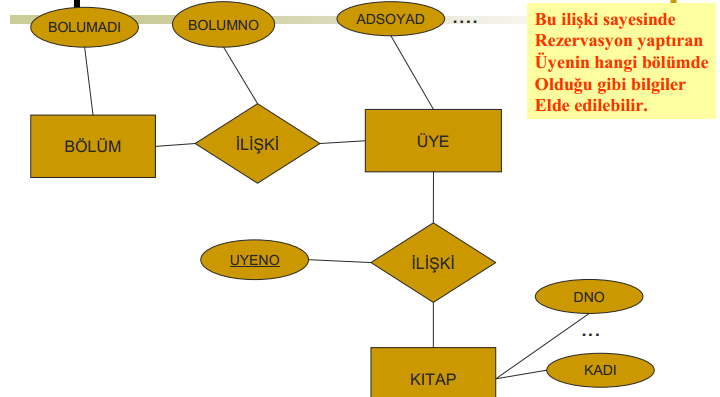 BOLUMADI
BOLUMNO
ADSOYAD
....
Bu ilişki sayesinde
Rezervasyon yaptıran
Üyenin hangi bölümde
Olduğu gibi bilgiler
Elde edilebilir.
BÖLÜM
İLİŞKİ
ÜYE
UYENO
İLİŞKİ
DNO
...
KITAP
KADI